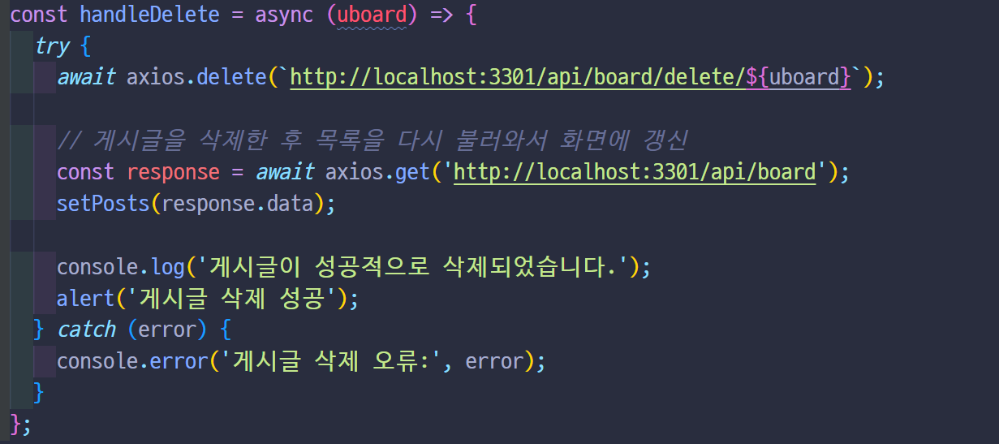 const handleDelete = async (uboard) => {
try {
await axios.delete(`http://localhost:3301/api/board/delete/${uboard}`);
// 게시글을 삭제한 후 목록을 다시 불러와서 화면에 갱신
const response = await axios.get('http://localhost:3301/api/board');
setPosts(response.data);
console.log('게시글이 성공적으로 삭제되었습니다.');
alert('게시글 삭제 성공');
} catch (error) {
console.error('게시글 삭제 오류:', error);
}
};